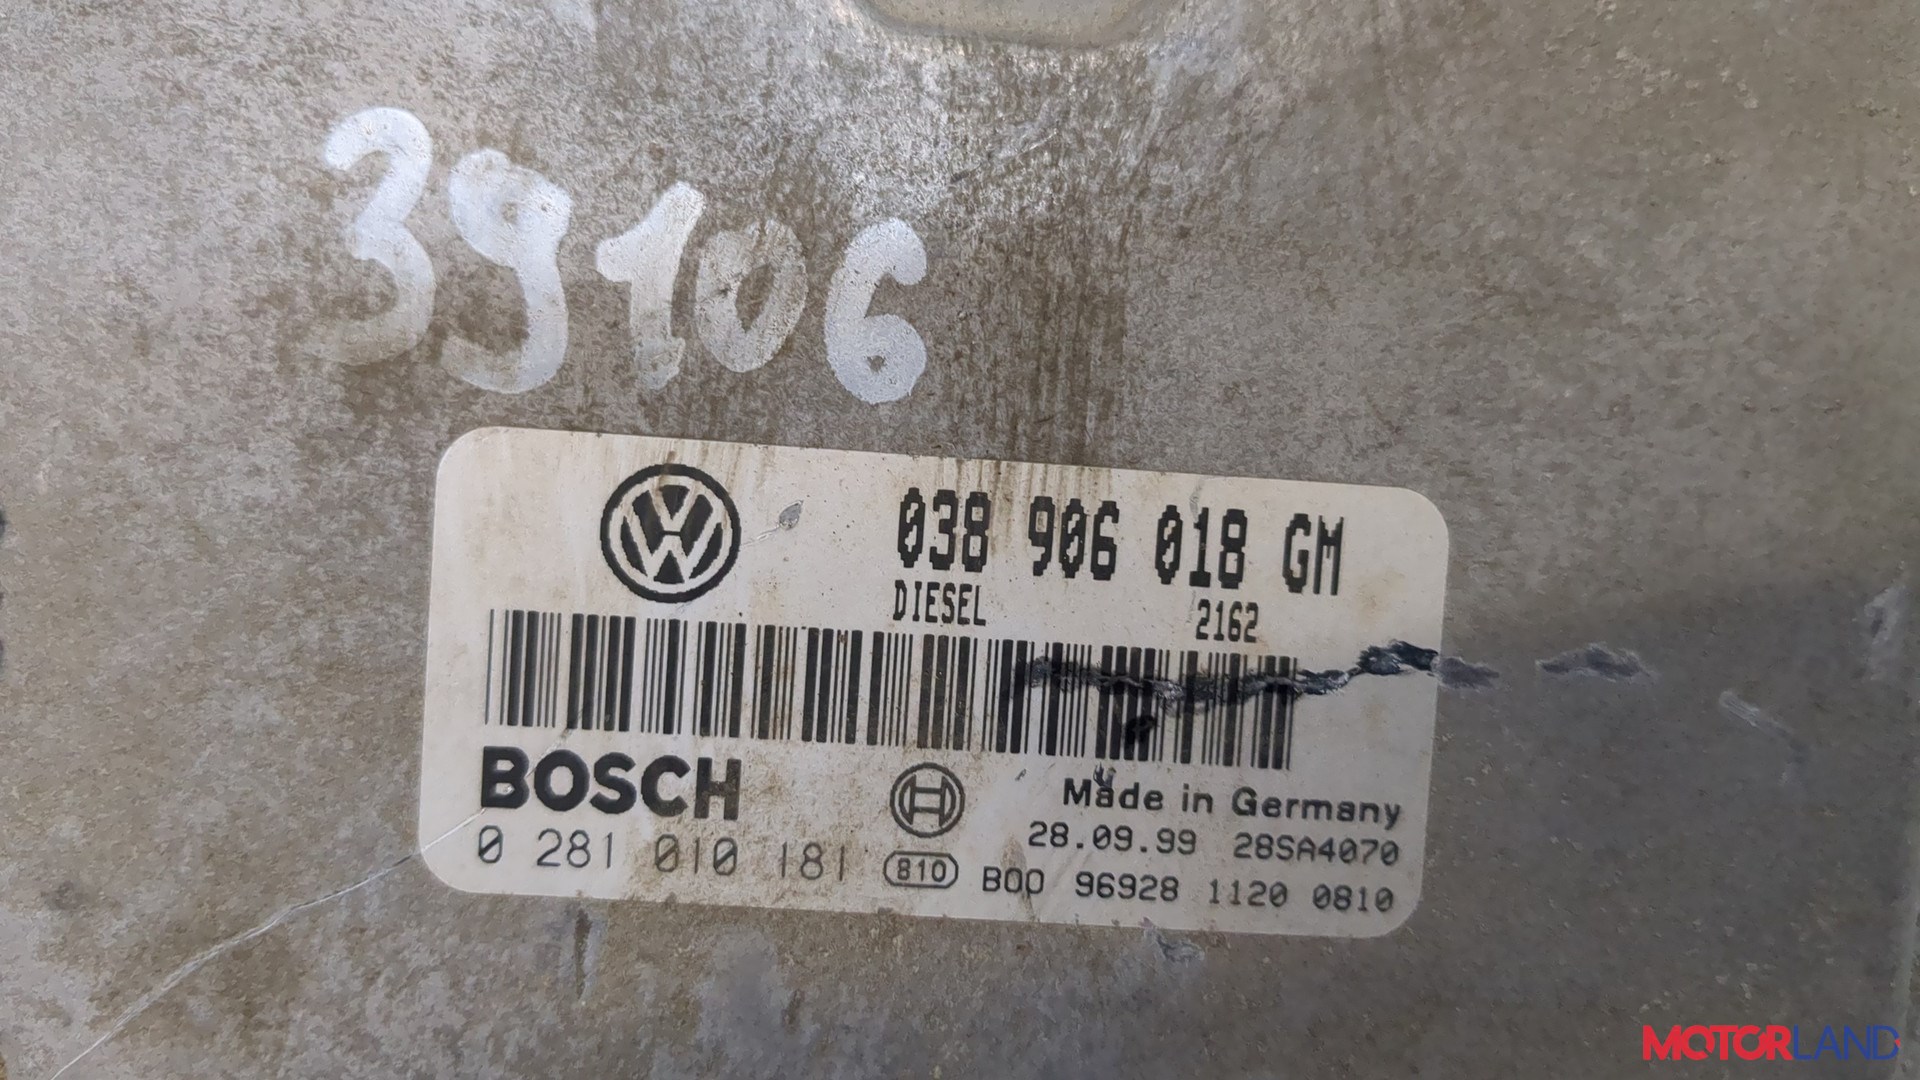 39106
038 906 018 GM
DIESEL 2162
BOSCH
Made in Germany
28.09.99 28SA4070
0 281 010 181 810 B00 96928 1120 0810
MOTORLAND